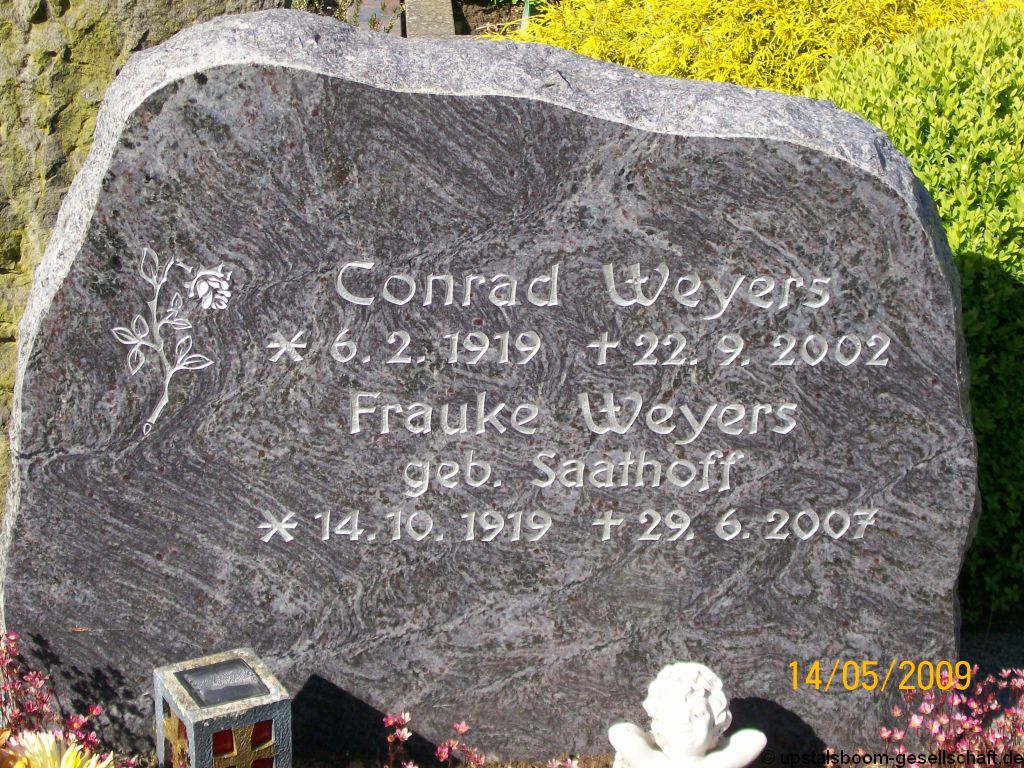 Conrad Weyers
* 6. 2. 1919 † 22. 9. 2002
Frauke Weyers
geb. Saathoff
* 14. 10. 1919 † 29. 6. 2007
14/05/2009
© upstalsboom-gesellschaft.de